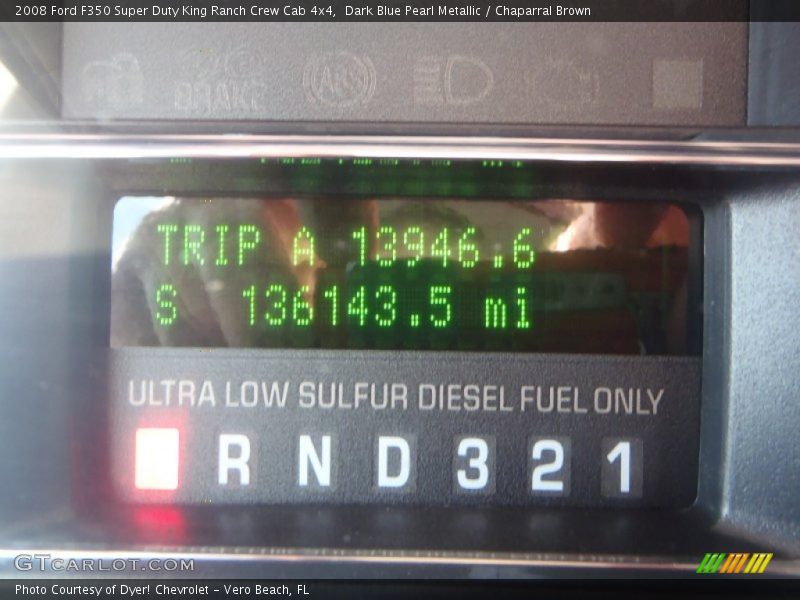 2008 Ford F350 Super Duty King Ranch Crew Cab 4x4,  Dark Blue Pearl Metallic / Chaparral Brown
BRAKE ABS
TRIP A 13946.6
S 136143.5 mi
ULTRA LOW SULFUR DIESEL FUEL ONLY
R N D 3 2 1
GTCARLOT.COM
Photo Courtesy of Dyer! Chevrolet - Vero Beach, FL